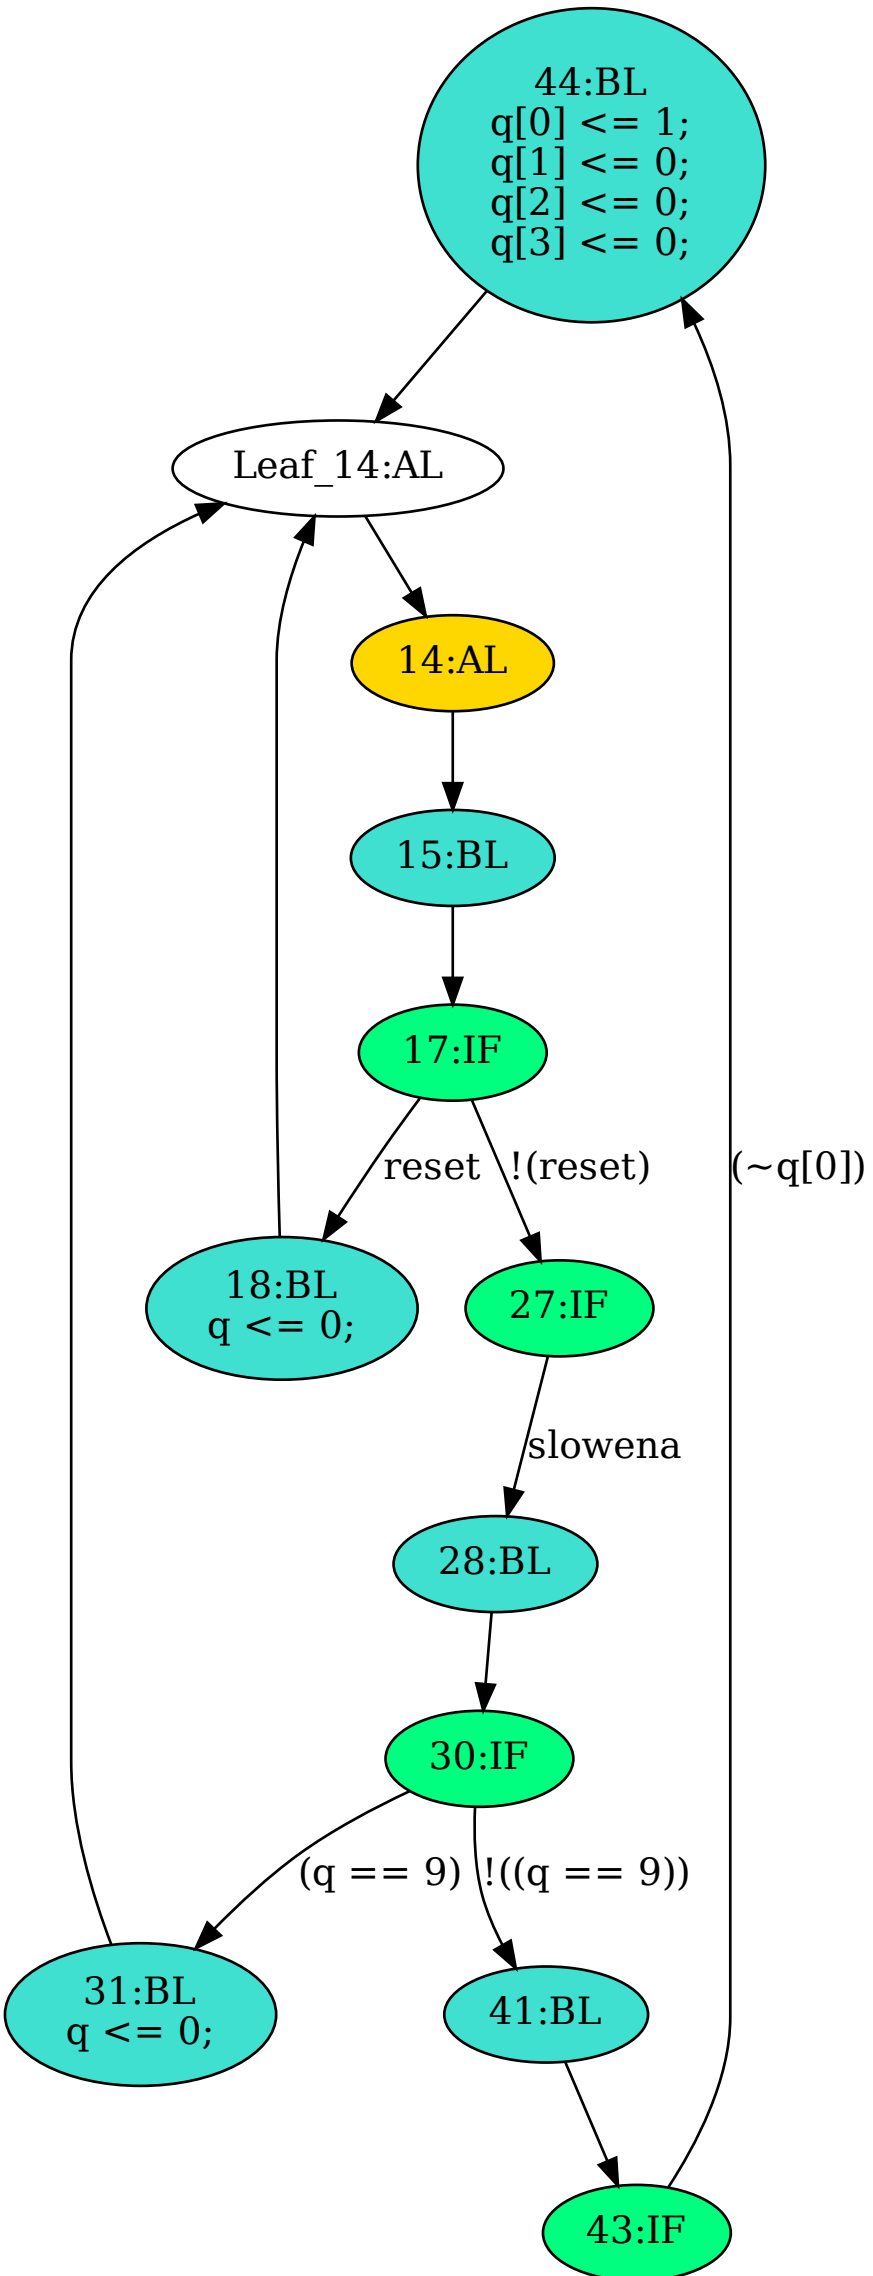 44:BL
q[0] <= 1;
q[1] <= 0;
q[2] <= 0;
q[3] <= 0;
Leaf_14:AL
14:AL
15:BL
17:IF
reset
!(reset)
(~q[0])
18:BL
q <= 0;
27:IF
slowena
28:BL
30:IF
(q == 9)
!((q == 9))
31:BL
q <= 0;
41:BL
43:IF